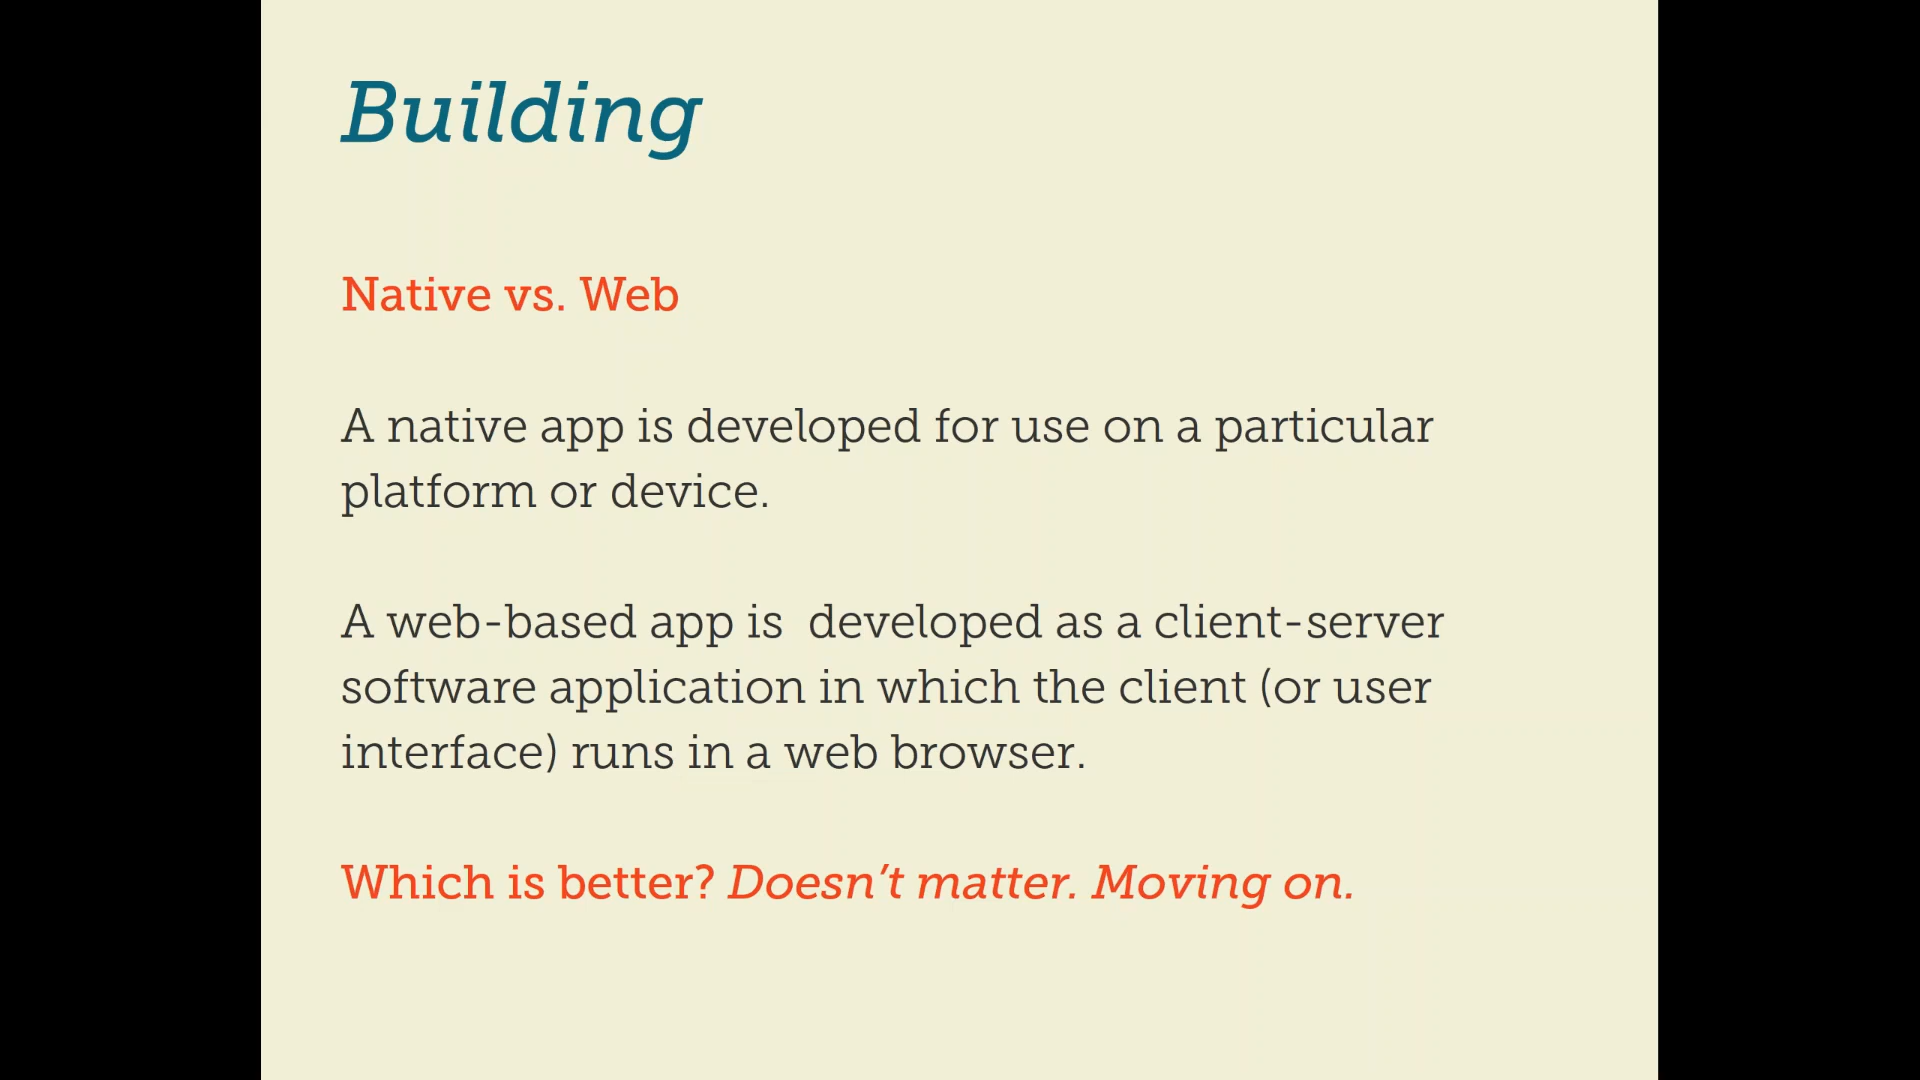 Building
Native vs. Web
A native app is developed for use on a particular
platform or device.
A web-based app is  developed as a client-server
software application in which the client (or user
interface) runs in a web browser.
Which is better? Doesn’t matter. Moving on.